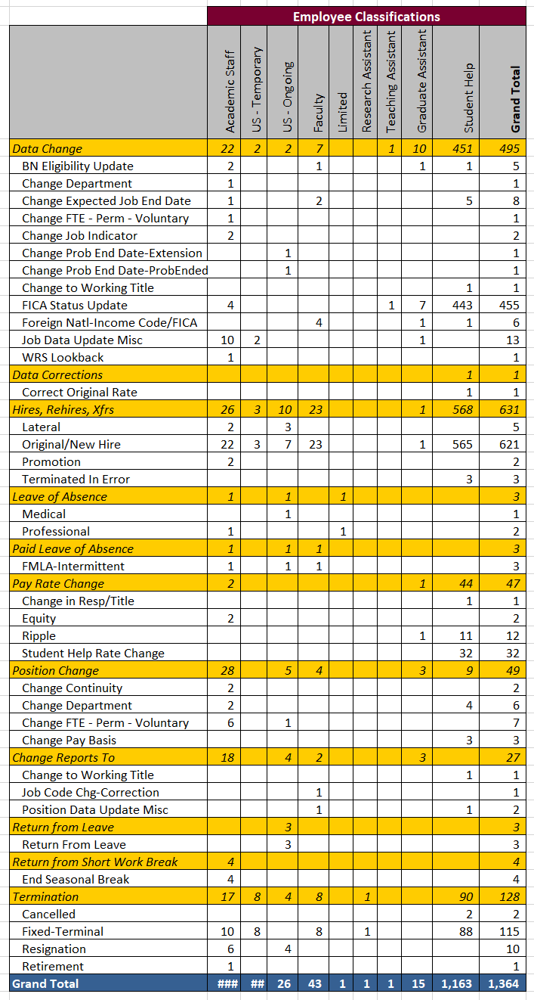 Employee Classifications
Academic Staff US - Temporary US - Ongoing Faculty Limited Research Assistant Teaching Assistant Graduate Assistant Student Help Grand Total
Data Change 22 2 2 7 1 10 451 495
BN Eligibility Update 2 1 1 1 5
Change Department 1 1
Change Expected Job End Date 1 2 5 8
Change FTE - Perm - Voluntary 1 1
Change Job Indicator 2 2
Change Prob End Date-Extension 1 1
Change Prob End Date-ProbEnded 1 1
Change to Working Title 1 1
FICA Status Update 4 1 7 443 455
Foreign Natl-Income Code/FICA 4 1 1 6
Job Data Update Misc 10 2 1 13
WRS Lookback 1 1
Data Corrections 1 1
Correct Original Rate 1 1
Hires, Rehires, Xfrs 26 3 10 23 1 568 631
Lateral 2 3 5
Original/New Hire 22 3 7 23 1 565 621
Promotion 2 2
Terminated In Error 3 3
Leave of Absence 1 1 1 3
Medical 1 1
Professional 1 1 2
Paid Leave of Absence 1 1 1 3
FMLA-Intermittent 1 1 1 3
Pay Rate Change 2 1 44 47
Change in Resp/Title 1 1
Equity 2 2
Ripple 1 11 12
Student Help Rate Change 32 32
Position Change 28 5 4 3 9 49
Change Continuity 2 2
Change Department 2 4 6
Change FTE - Perm - Voluntary 6 1 7
Change Pay Basis 3 3
Change Reports To 18 4 2 3 27
Change to Working Title 1 1
Job Code Chg-Correction 1 1
Position Data Update Misc 1 1 2
Return from Leave 3 3
Return From Leave 3 3
Return from Short Work Break 4 4
End Seasonal Break 4 4
Termination 17 8 4 8 1 90 128
Cancelled 2 2
Fixed-Terminal 10 8 8 1 88 115
Resignation 6 4 10
Retirement 1 1
Grand Total ### ## 26 43 1 1 1 15 1,163 1,364